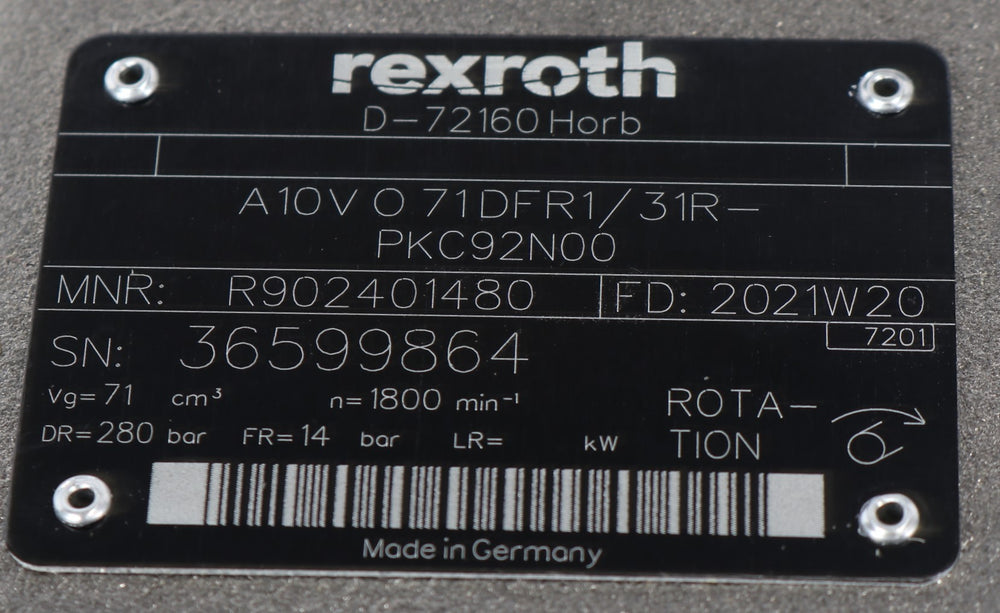 rexroth
D-72160 Horb
A10V O 71DFR1/31R-
PKC92N00
MNR: R902401480 FD: 2021W20
7201
SN: 36599864
Vg= 71 cm³ n= 1800 min⁻¹
DR= 280 bar FR= 14 bar LR= kW
ROTA-
TION
Made in Germany